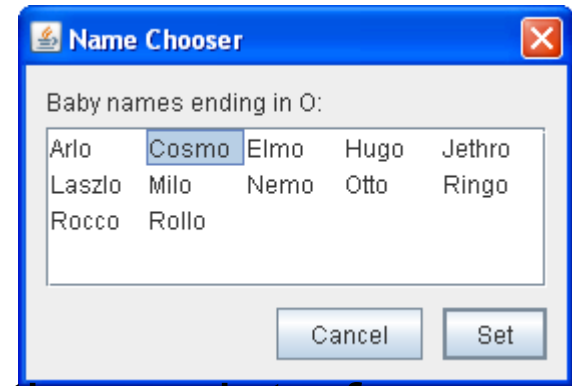 Name Chooser
Baby names ending in O:
Arlo Cosmo Elmo Hugo Jethro
Laszlo Milo Nemo Otto Ringo
Rocco Rollo
Cancel Set